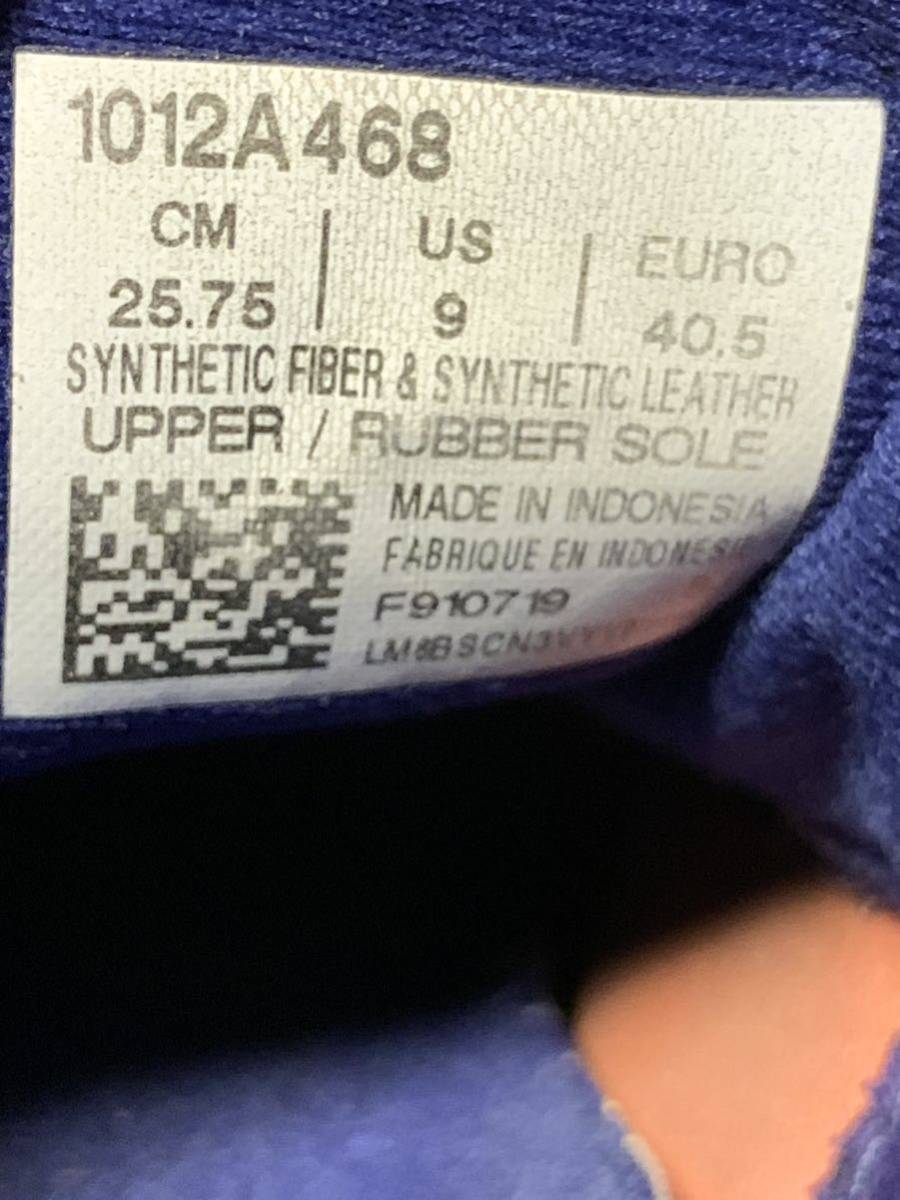 1012A468
CM | US | EURO
25.75 | 9 | 40.5
SYNTHETIC FIBER & SYNTHETIC LEATHER
UPPER / RUBBER SOLE
MADE IN INDONESIA
FABRIQUE EN INDONESIE
F910719